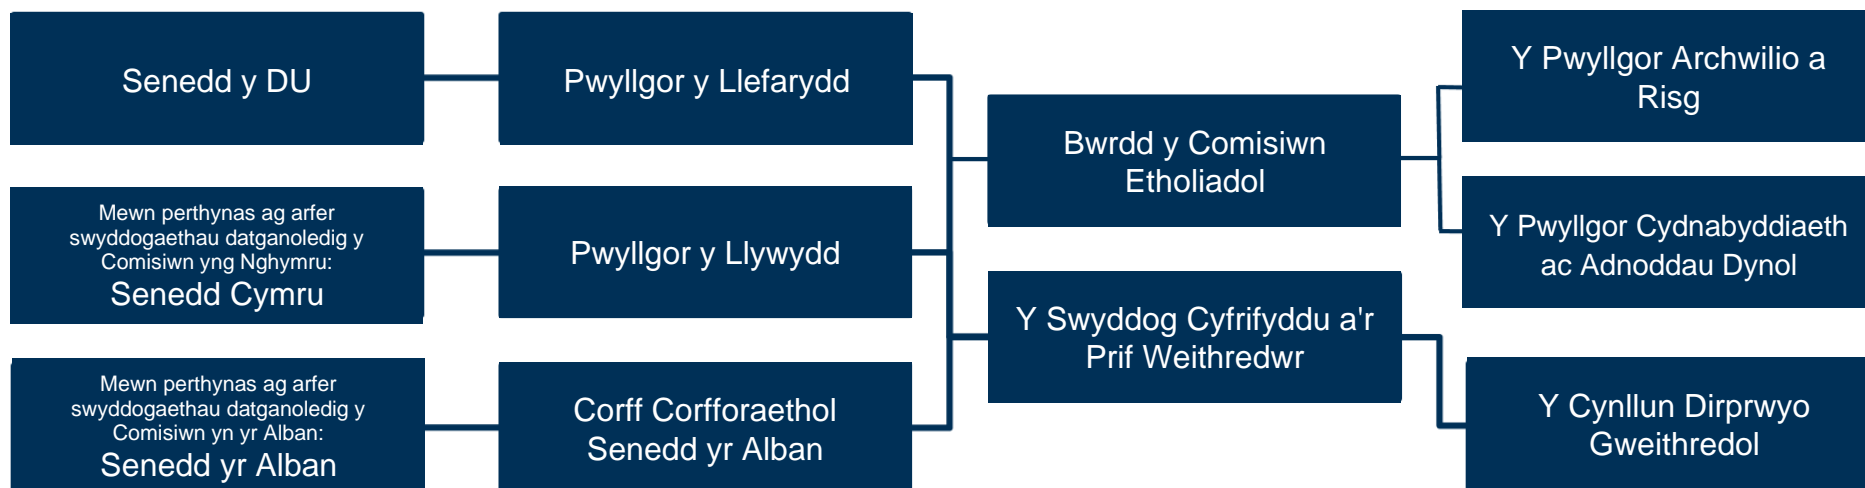 Senedd y DU
Pwyllgor y Llefarydd
Mewn perthynas ag arfer
swyddogaethau datganoledig y
Comisiwn yng Nghymru:
Senedd Cymru
Pwyllgor y Llywydd
Mewn perthynas ag arfer
swyddogaethau datganoledig y
Comisiwn yn yr Alban:
Senedd yr Alban
Corff Corfforaethol
Senedd yr Alban
Bwrdd y Comisiwn
Etholiadol
Y Swyddog Cyfrifyddu a'r
Prif Weithredwr
Y Pwyllgor Archwilio a
Risg
Y Pwyllgor Cydnabyddiaeth
ac Adnoddau Dynol
Y Cynllun Dirprwyo
Gweithredol